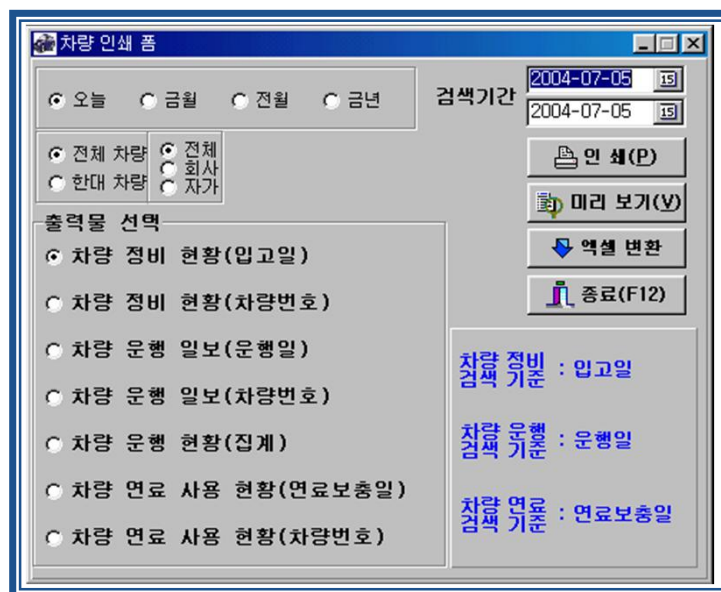 차량 인쇄 폼
오늘 금월 전월 금년
검색기간 2004-07-05 15
2004-07-05 15
전체 차량
한대 차량
전체
회사
자가
인 쇄(P)
미리 보기(V)
엑셀 변환
종료(F12)
출력물 선택
차량 정비 현황(입고일)
차량 정비 현황(차량번호)
차량 운행 일보(운행일)
차량 운행 일보(차량번호)
차량 운행 현황(집계)
차량 연료 사용 현황(연료보충일)
차량 연료 사용 현황(차량번호)
차량 정비
검색 기준 : 입고일
차량 운행
검색 기준 : 운행일
차량 연료
검색 기준 : 연료보충일